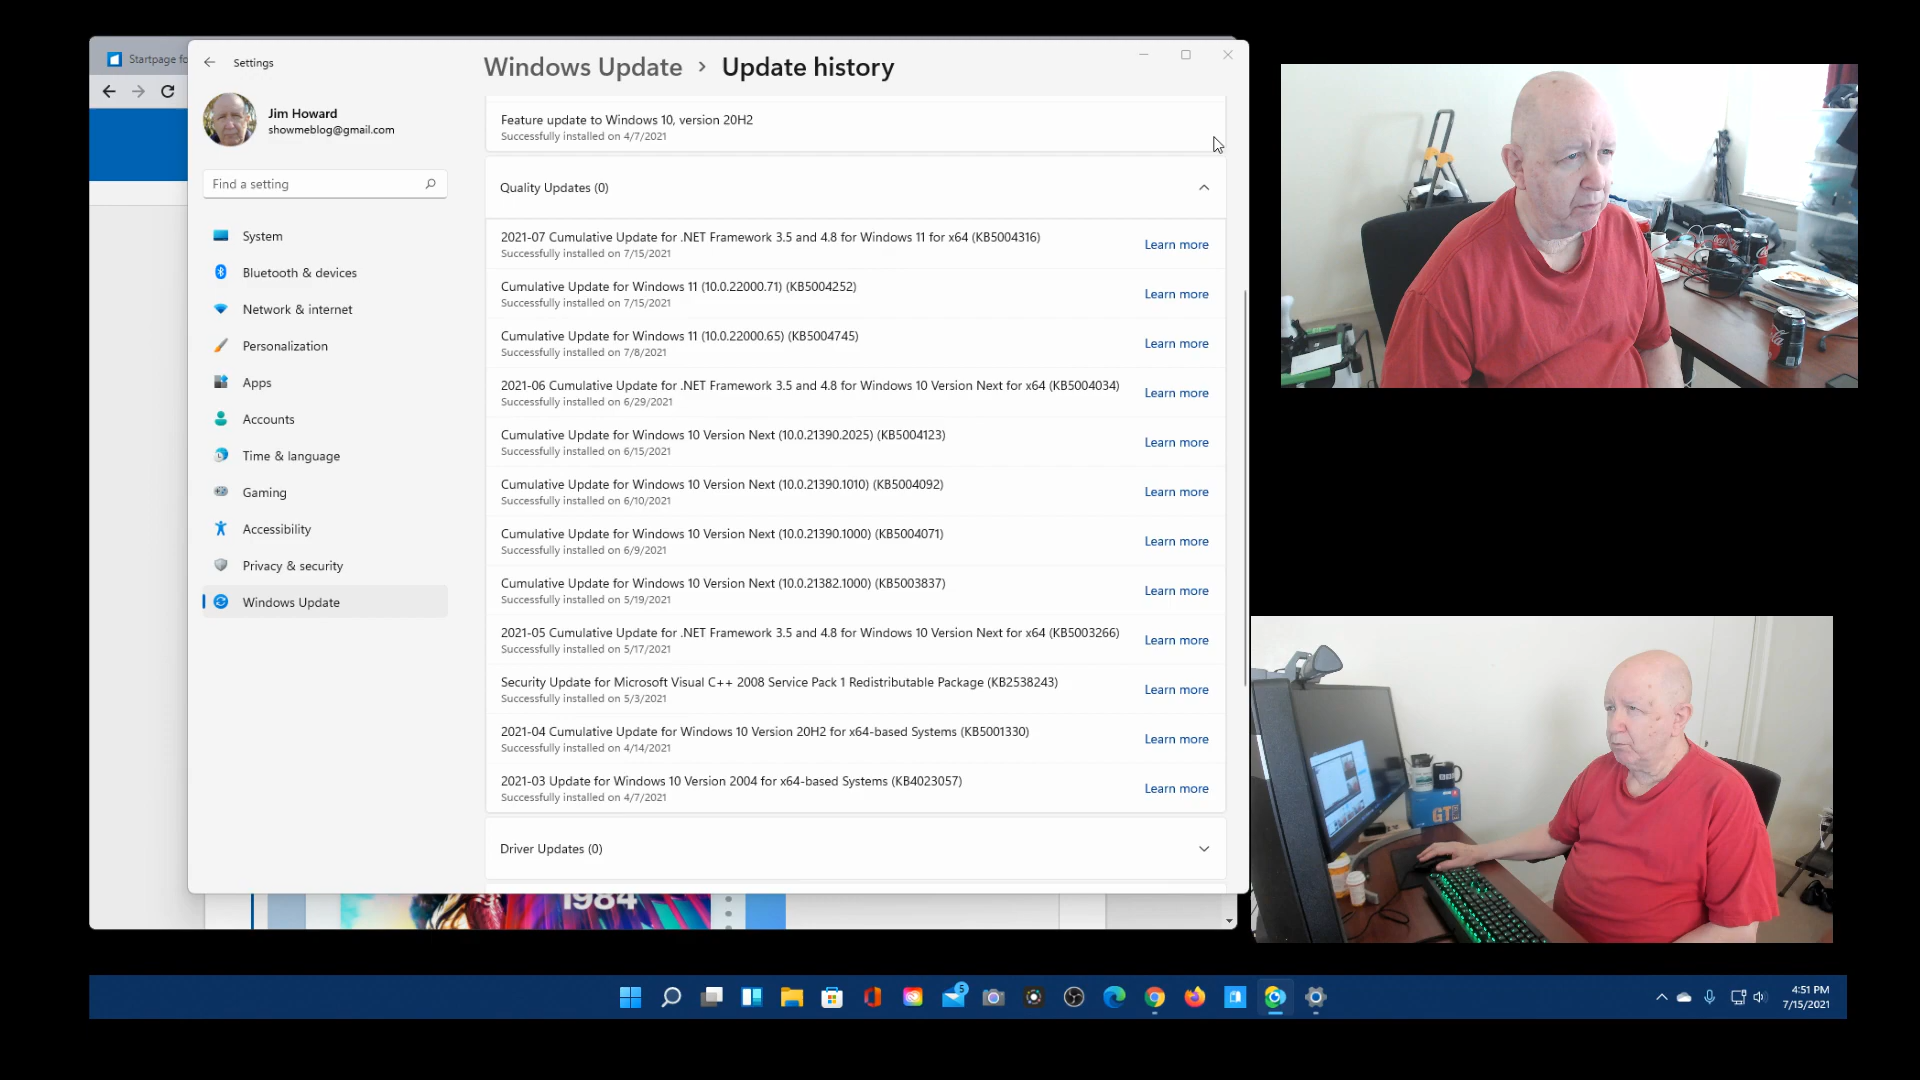 Startpage fo
Settings
Windows Update › Update history
Jim Howard
showmeblog@gmail.com
Find a setting
System
Bluetooth & devices
Network & internet
Personalization
Apps
Accounts
Time & language
Gaming
Accessibility
Privacy & security
Windows Update
Feature update to Windows 10, version 20H2
Successfully installed on 4/7/2021
Quality Updates (0)
2021-07 Cumulative Update for .NET Framework 3.5 and 4.8 for Windows 11 for x64 (KB5004316)
Successfully installed on 7/15/2021
Learn more
Cumulative Update for Windows 11 (10.0.22000.71) (KB5004252)
Successfully installed on 7/15/2021
Learn more
Cumulative Update for Windows 11 (10.0.22000.65) (KB5004745)
Successfully installed on 7/8/2021
Learn more
2021-06 Cumulative Update for .NET Framework 3.5 and 4.8 for Windows 10 Version Next for x64 (KB5004034)
Successfully installed on 6/29/2021
Learn more
Cumulative Update for Windows 10 Version Next (10.0.21390.2025) (KB5004123)
Successfully installed on 6/15/2021
Learn more
Cumulative Update for Windows 10 Version Next (10.0.21390.1010) (KB5004092)
Successfully installed on 6/10/2021
Learn more
Cumulative Update for Windows 10 Version Next (10.0.21390.1000) (KB5004071)
Successfully installed on 6/9/2021
Learn more
Cumulative Update for Windows 10 Version Next (10.0.21382.1000) (KB5003837)
Successfully installed on 5/19/2021
Learn more
2021-05 Cumulative Update for .NET Framework 3.5 and 4.8 for Windows 10 Version Next for x64 (KB5003266)
Successfully installed on 5/17/2021
Learn more
Security Update for Microsoft Visual C++ 2008 Service Pack 1 Redistributable Package (KB2538243)
Successfully installed on 5/3/2021
Learn more
2021-04 Cumulative Update for Windows 10 Version 20H2 for x64-based Systems (KB5001330)
Successfully installed on 4/14/2021
Learn more
2021-03 Update for Windows 10 Version 2004 for x64-based Systems (KB4023057)
Successfully installed on 4/7/2021
Learn more
Driver Updates (0)
1984
5
4:51 PM
7/15/2021